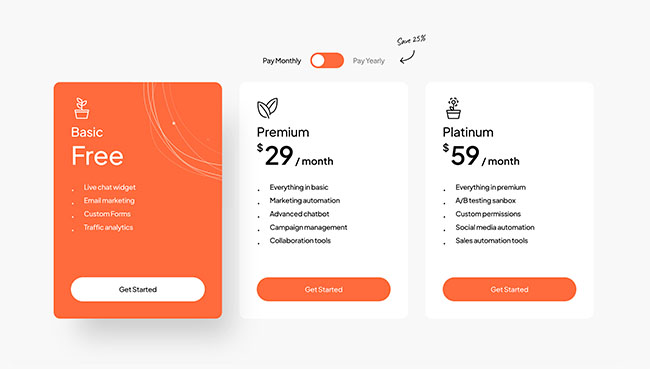 Save 25%
Pay Monthly
Pay Yearly
Basic
Free
Live chat widget
Email marketing
Custom Forms
Traffic analytics
Get Started
Premium
$29 / month
Everything in basic
Marketing automation
Advanced chatbot
Campaign management
Collaboration tools
Get Started
Platinum
$59 / month
Everything in premium
A/B testing sanbox
Custom permissions
Social media automation
Sales automation tools
Get Started